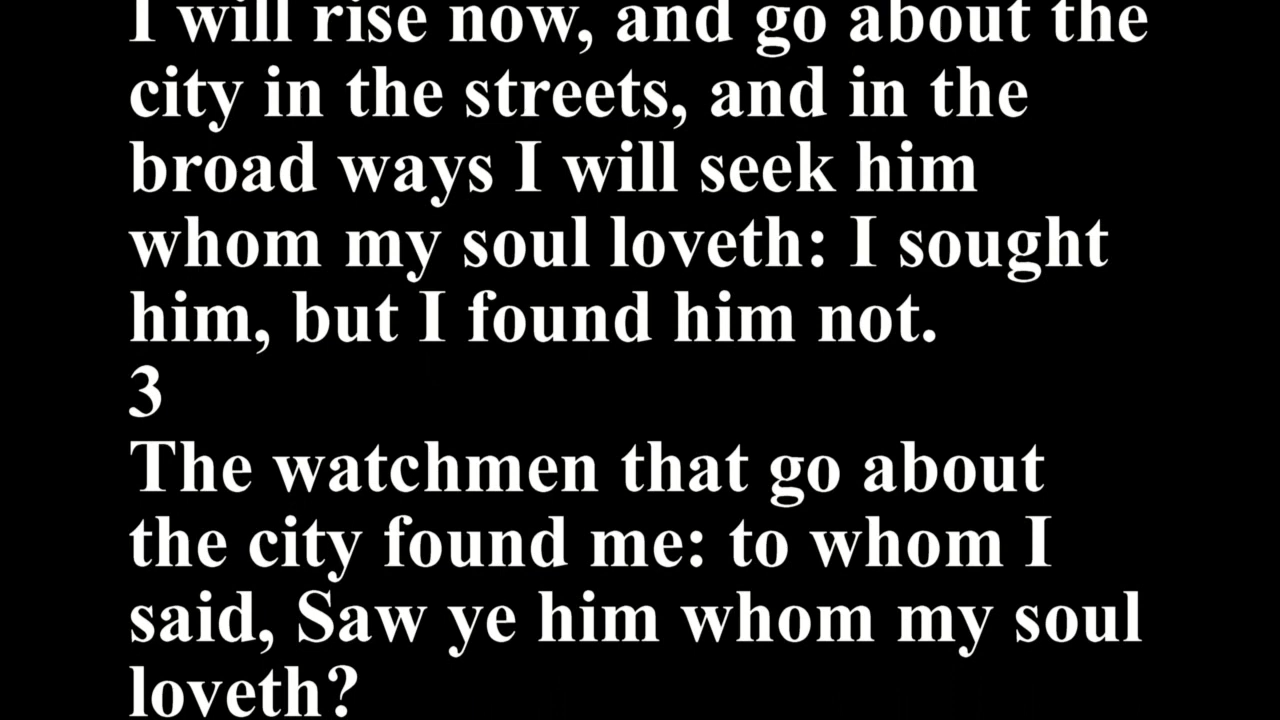 I will rise now, and go about the
city in the streets, and in the
broad ways I will seek him
whom my soul loveth: I sought
him, but I found him not.
3
The watchmen that go about
the city found me: to whom I
said, Saw ye him whom my soul
loveth?